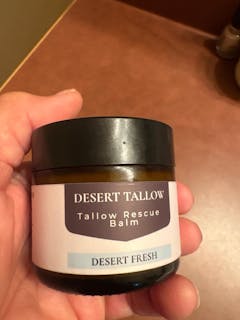 DESERT TALLOW
Tallow Rescue
Balm
DESERT FRESH